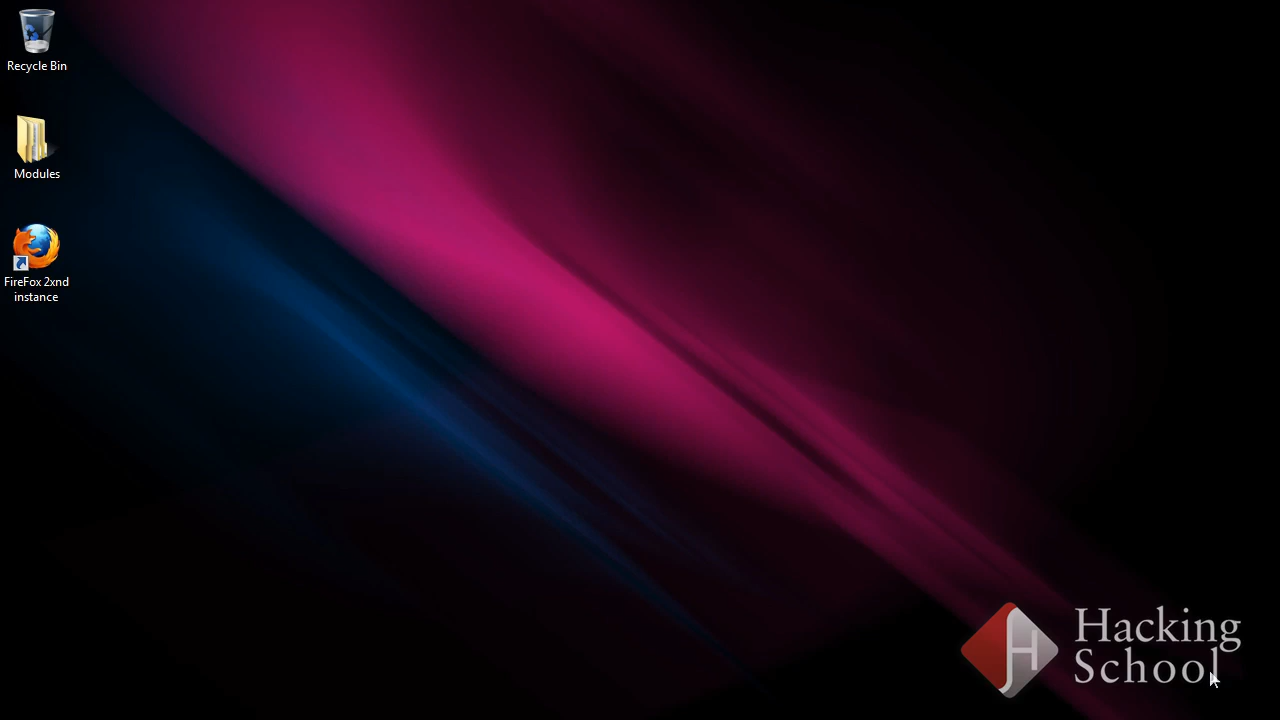 Recycle Bin
Modules
FireFox 2xnd
instance
Hacking
School